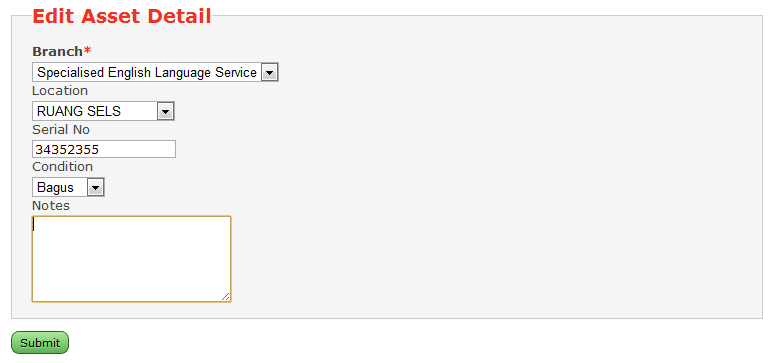 Edit Asset Detail
Branch*
Specialised English Language Service
Location
RUANG SELS
Serial No
34352355
Condition
Bagus
Notes
Submit